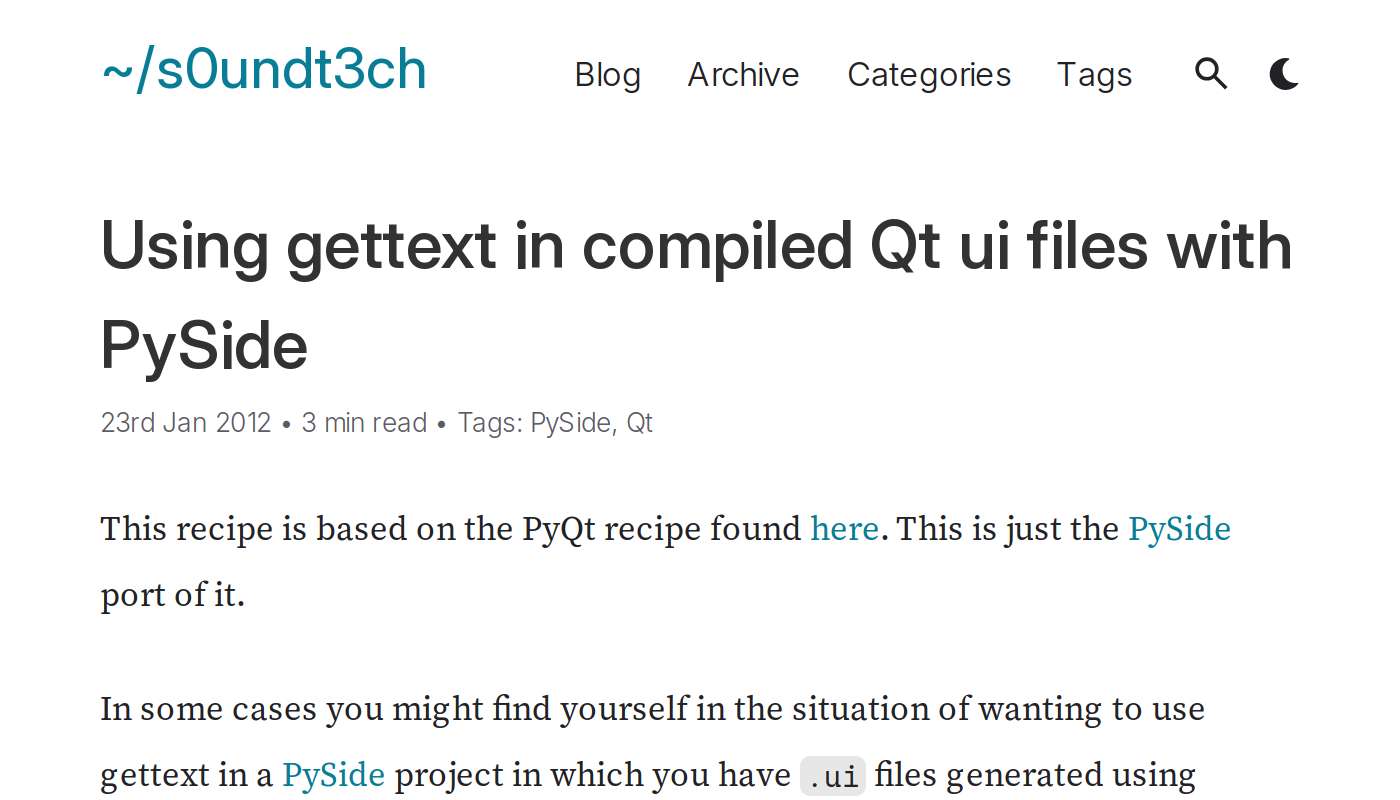 ~/s0undt3ch
Blog Archive Categories Tags
Using gettext in compiled Qt ui files with
PySide
23rd Jan 2012 • 3 min read • Tags: PySide, Qt
This recipe is based on the PyQt recipe found here. This is just the PySide
port of it.
In some cases you might find yourself in the situation of wanting to use
gettext in a PySide project in which you have .ui files generated using